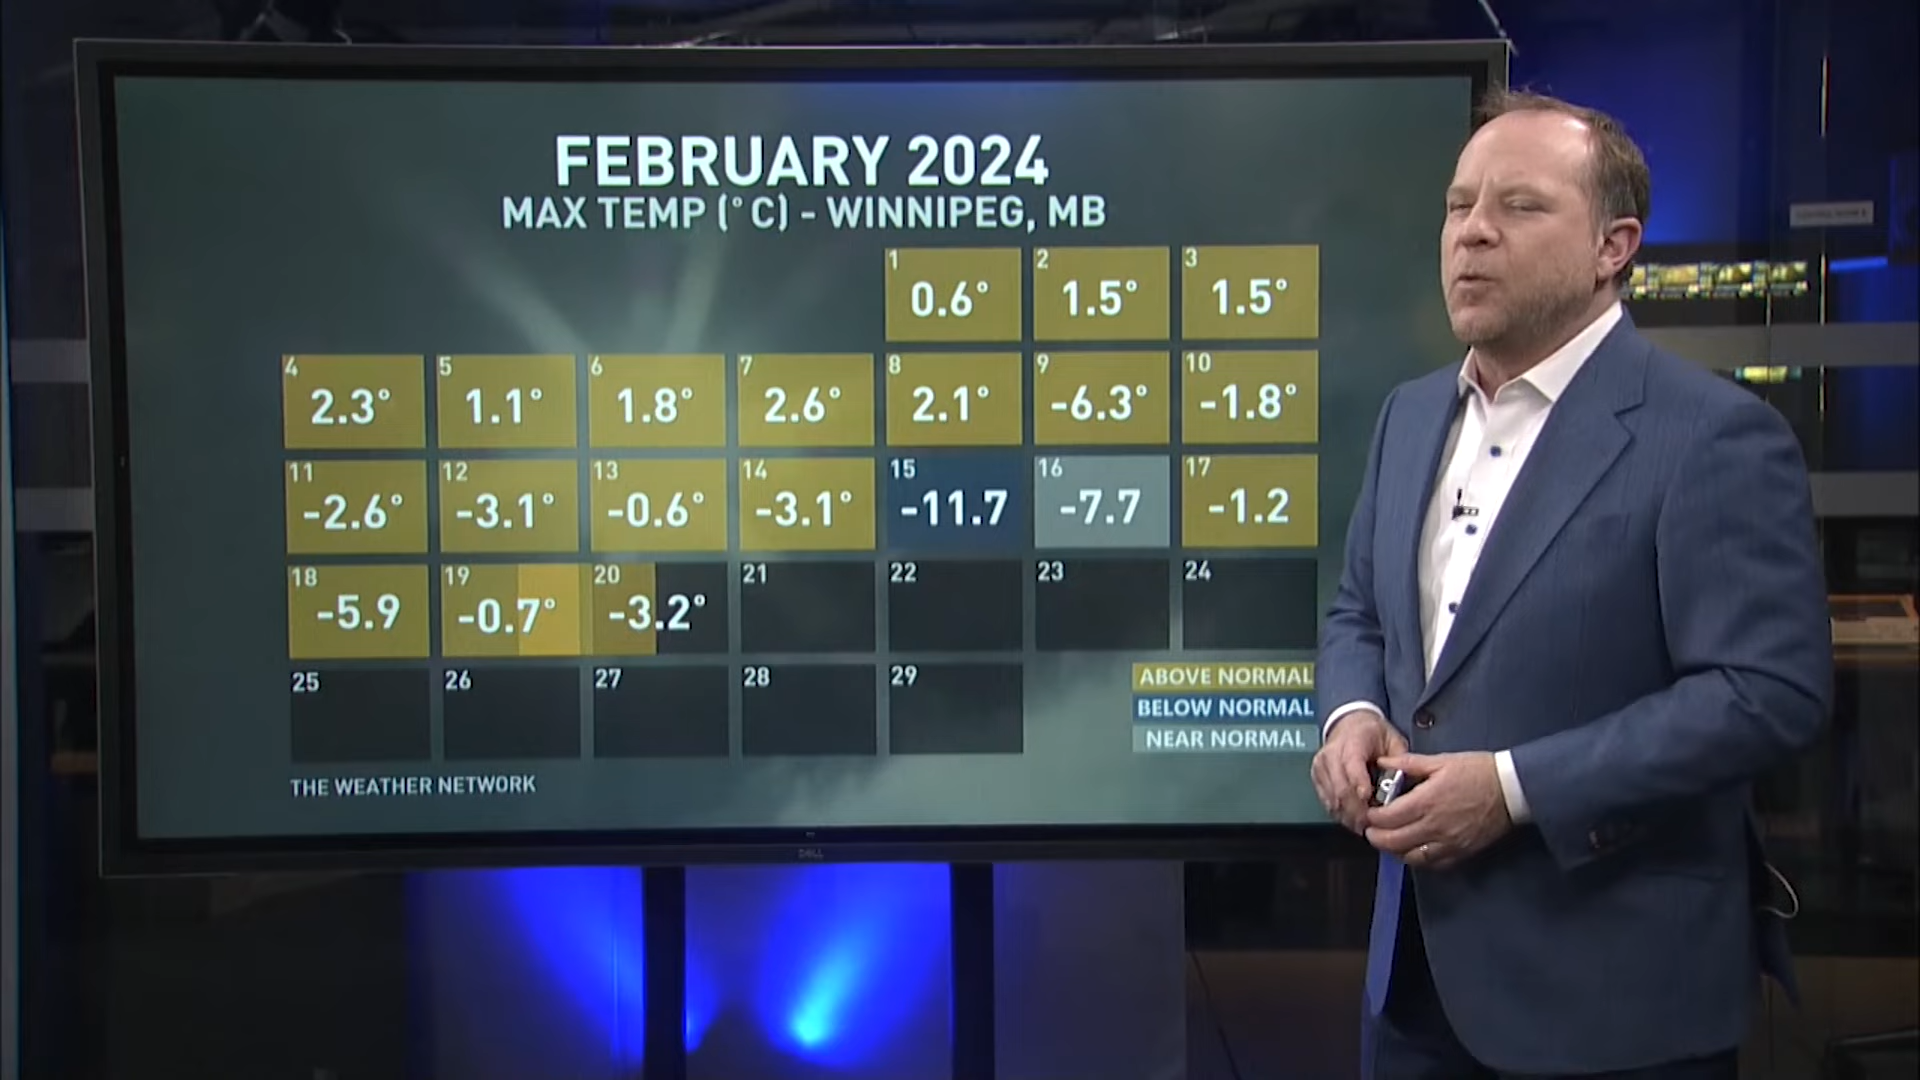 FEBRUARY 2024
MAX TEMP (°C) - WINNIPEG, MB
1 2 3
0.6° 1.5° 1.5°
4 5 6 7 8 9 10
2.3° 1.1° 1.8° 2.6° 2.1° -6.3° -1.8°
11 12 13 14 15 16 17
-2.6° -3.1° -0.6° -3.1° -11.7 -7.7 -1.2
18 19 20 21 22 23 24
-5.9 -0.7° -3.2°
25 26 27 28 29
ABOVE NORMAL
BELOW NORMAL
NEAR NORMAL
THE WEATHER NETWORK
DELL